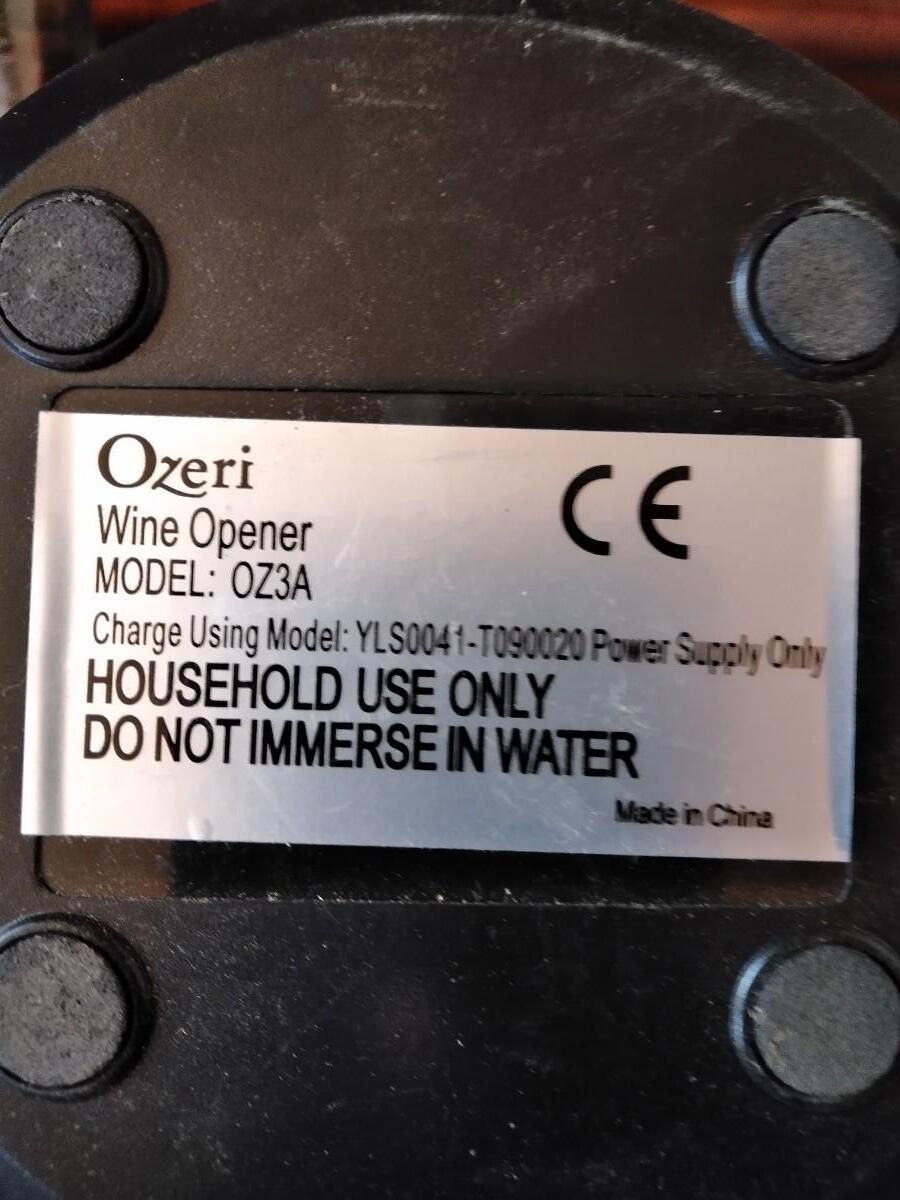 Ozeri
CE
Wine Opener
MODEL: OZ3A
Charge Using Model: YLS0041-T090020 Power Supply Only
HOUSEHOLD USE ONLY
DO NOT IMMERSE IN WATER
Made in China